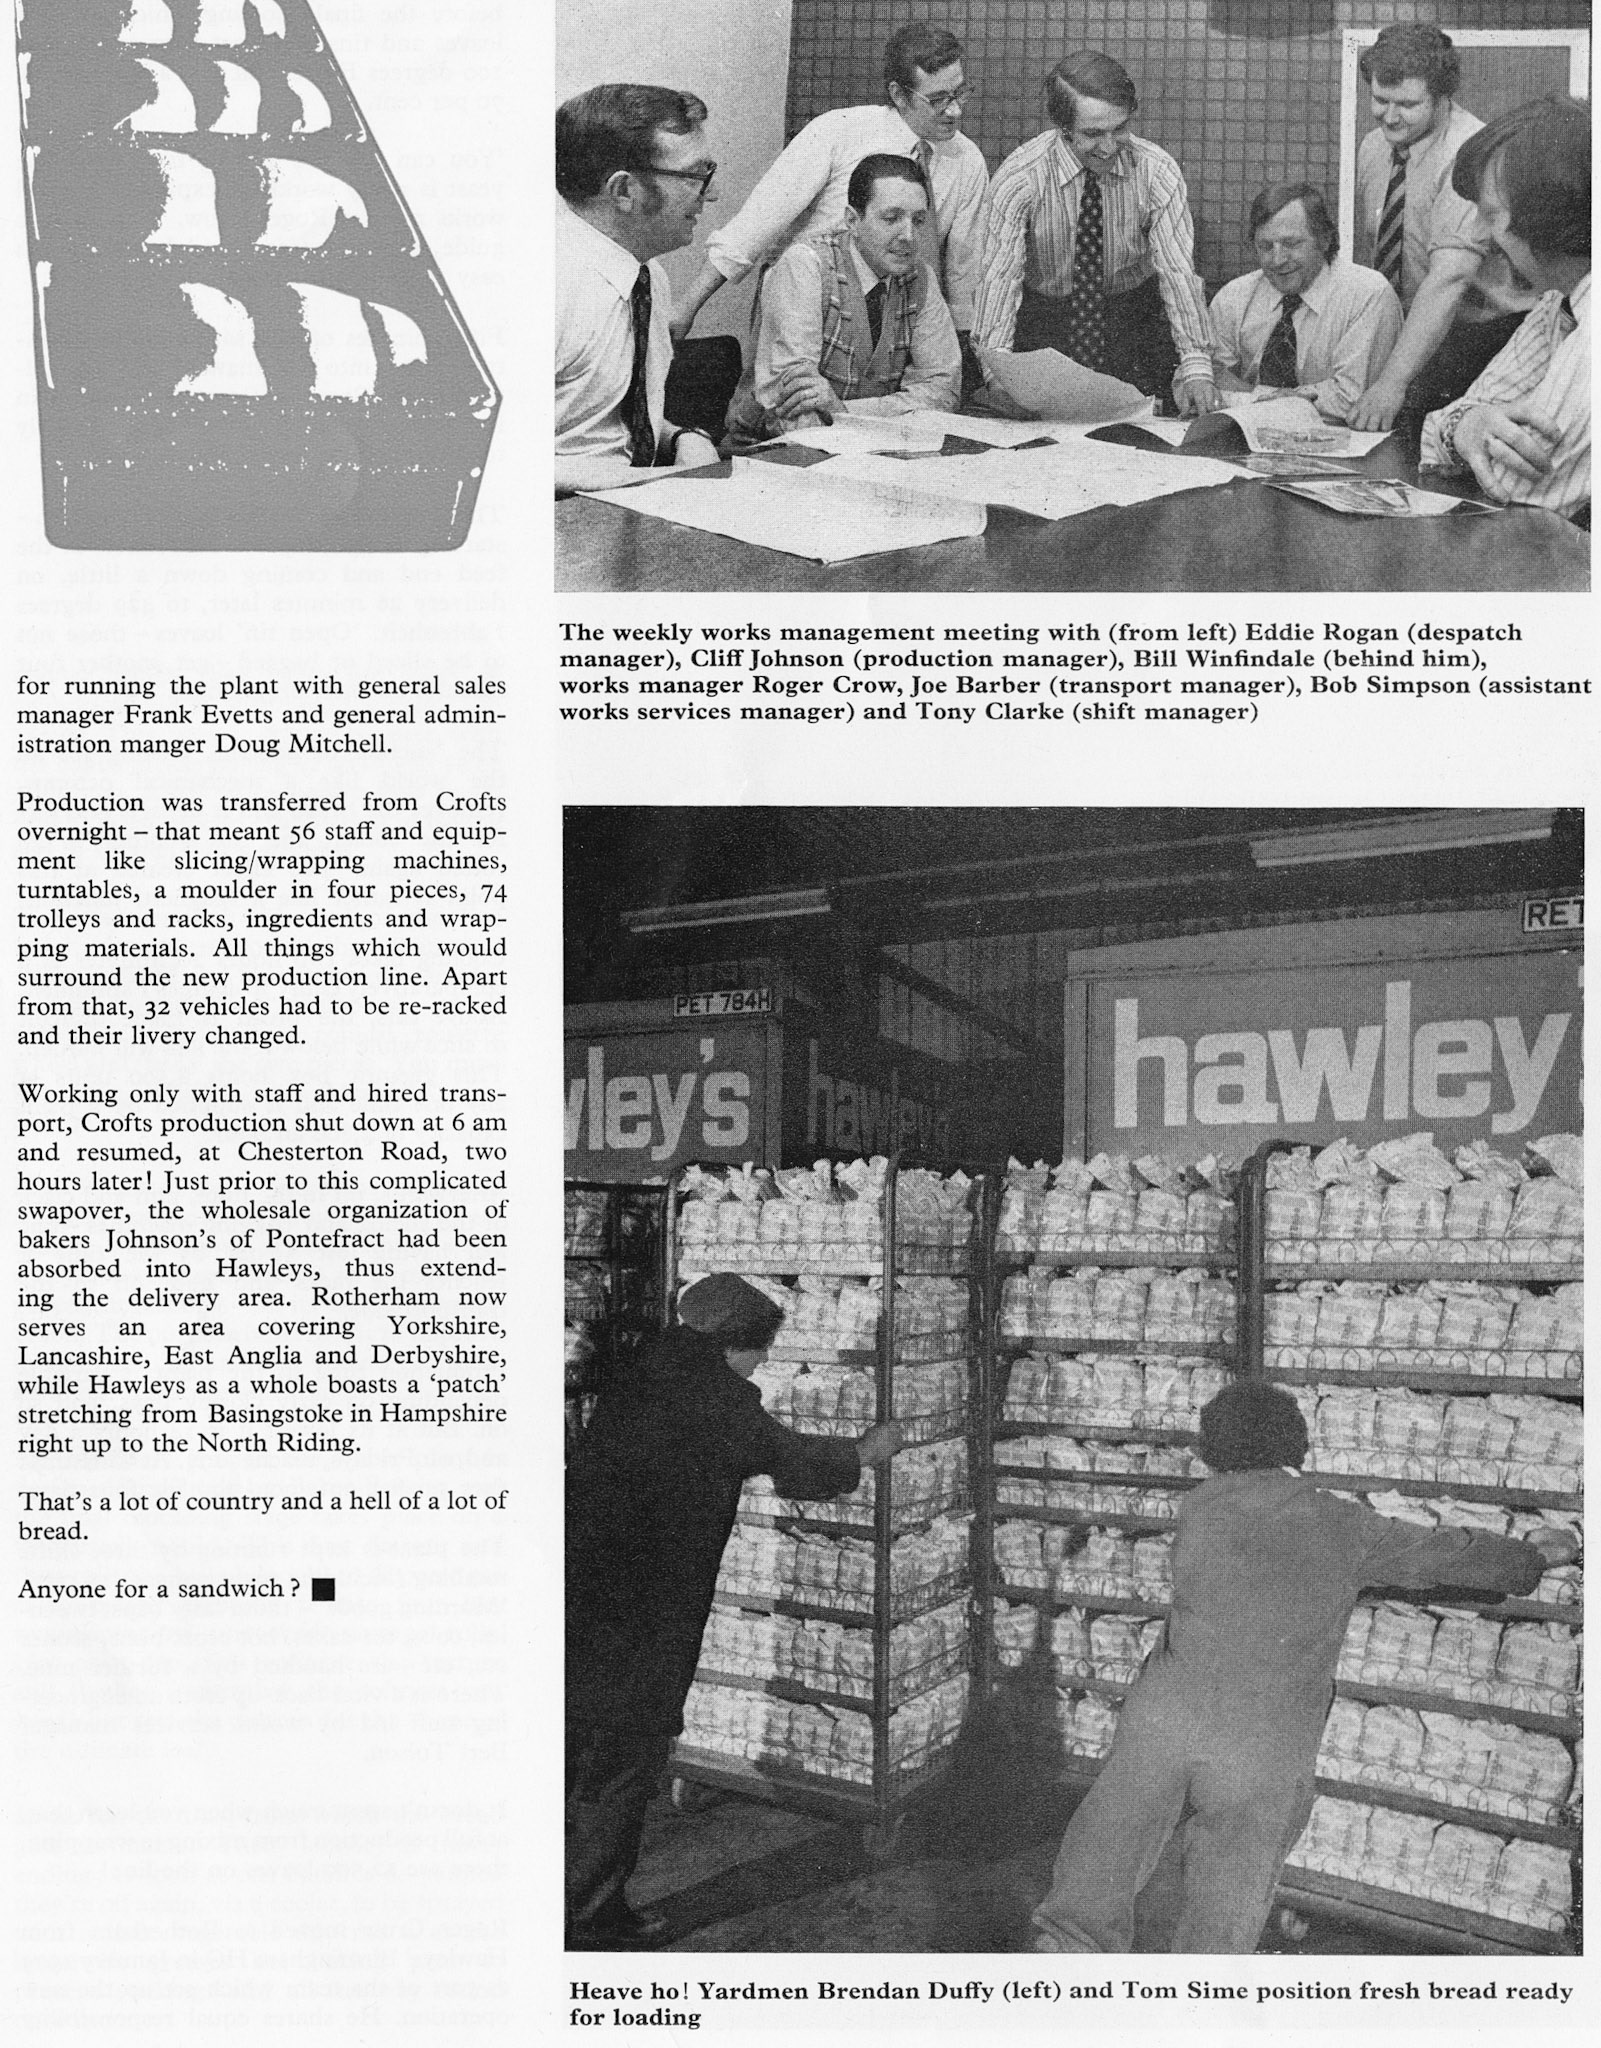 The weekly works management meeting with (from left) Eddie Rogan (despatch
manager), Cliff Johnson (production manager), Bill Winfindale (behind him),
works manager Roger Crow, Joe Barber (transport manager), Bob Simpson (assistant
works services manager) and Tony Clarke (shift manager)
for running the plant with general sales
manager Frank Evetts and general admin-
istration manger Doug Mitchell.
Production was transferred from Crofts
overnight – that meant 56 staff and equip-
ment like slicing/wrapping machines,
turntables, a moulder in four pieces, 74
trolleys and racks, ingredients and wrap-
ping materials. All things which would
surround the new production line. Apart
from that, 32 vehicles had to be re-racked
and their livery changed.
Working only with staff and hired trans-
port, Crofts production shut down at 6 am
and resumed, at Chesterton Road, two
hours later! Just prior to this complicated
swapover, the wholesale organization of
bakers Johnson's of Pontefract had been
absorbed into Hawleys, thus extend-
ing the delivery area. Rotherham now
serves an area covering Yorkshire,
Lancashire, East Anglia and Derbyshire,
while Hawleys as a whole boasts a ‘patch’
stretching from Basingstoke in Hampshire
right up to the North Riding.
That's a lot of country and a hell of a lot of
bread.
Anyone for a sandwich? ■
RET
PET 784H
wley's
hawley
hawley'
Heave ho! Yardmen Brendan Duffy (left) and Tom Sime position fresh bread ready
for loading